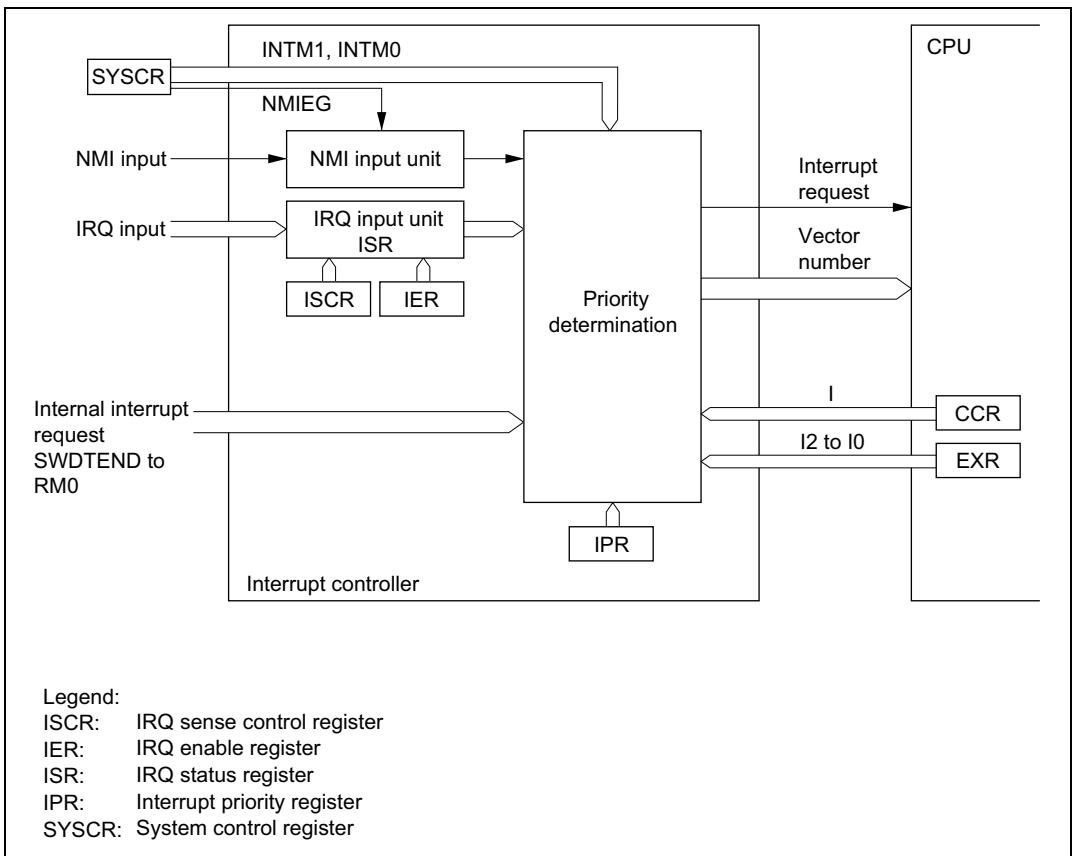 INTM1, INTM0
CPU
SYSCR
NMIEG
NMI input
NMI input unit
Interrupt
request
IRQ input
IRQ input unit
ISR
Vector
number
ISCR
IER
Priority
determination
Internal interrupt
request
SWDTEND to
RM0
I
CCR
I2 to I0
EXR
IPR
Interrupt controller
Legend:
ISCR: IRQ sense control register
IER: IRQ enable register
ISR: IRQ status register
IPR: Interrupt priority register
SYSCR: System control register